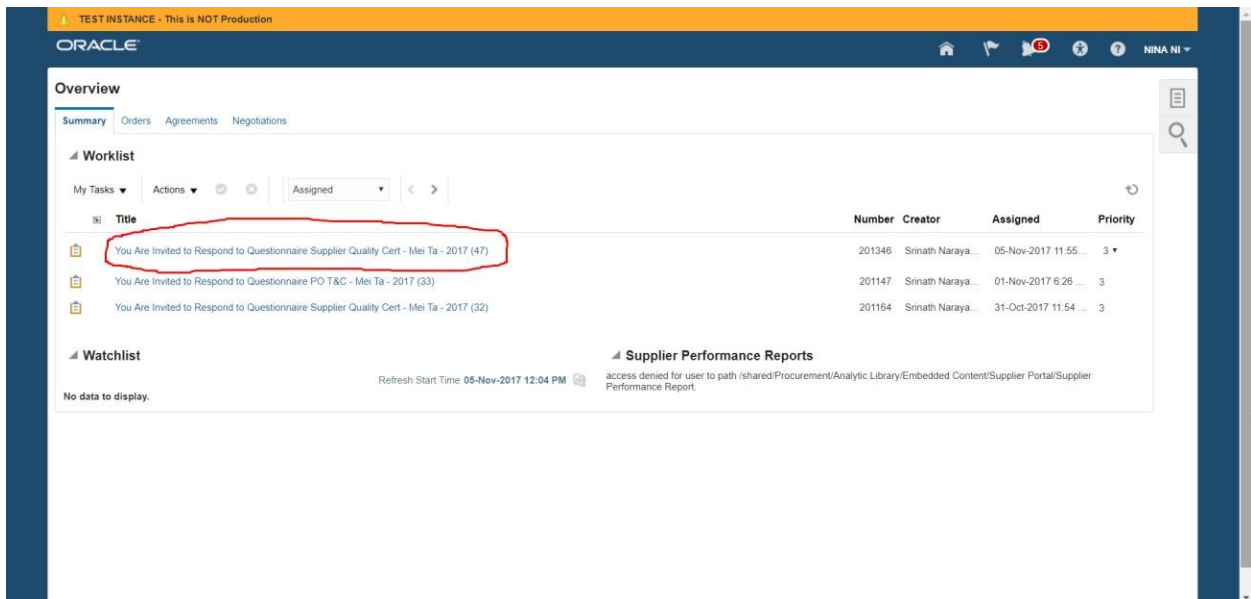 TEST INSTANCE - This is NOT Production
ORACLE
5
NINA NI
Overview
Summary Orders Agreements Negotiations
Worklist
My Tasks Actions Assigned
Title Number Creator Assigned Priority
You Are Invited to Respond to Questionnaire Supplier Quality Cert - Mei Ta - 2017 (47) 201346 Srinath Naraya... 05-Nov-2017 11:55... 3
You Are Invited to Respond to Questionnaire PO T&C - Mei Ta - 2017 (33) 201147 Srinath Naraya... 01-Nov-2017 6:26 ... 3
You Are Invited to Respond to Questionnaire Supplier Quality Cert - Mei Ta - 2017 (32) 201164 Srinath Naraya... 31-Oct-2017 11:54 ... 3
Watchlist
Refresh Start Time 05-Nov-2017 12:04 PM
No data to display.
Supplier Performance Reports
access denied for user to path /shared/Procurement/Analytic Library/Embedded Content/Supplier Portal/Supplier
Performance Report.